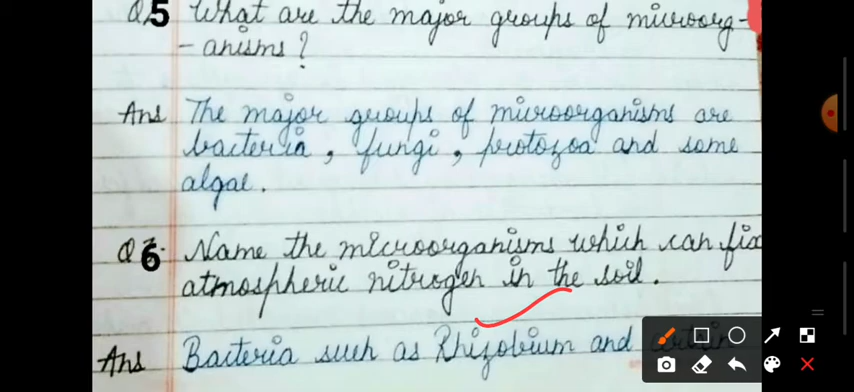 Q5 What are the major groups of microorg-
- anisms?
Ans The major groups of microorganisms are
bacteria, fungi, protozoa and some
algae.
Q6 Name the microorganisms which can fix
atmospheric nitrogen in the soil.
Ans Bacteria such as Rhizobium and